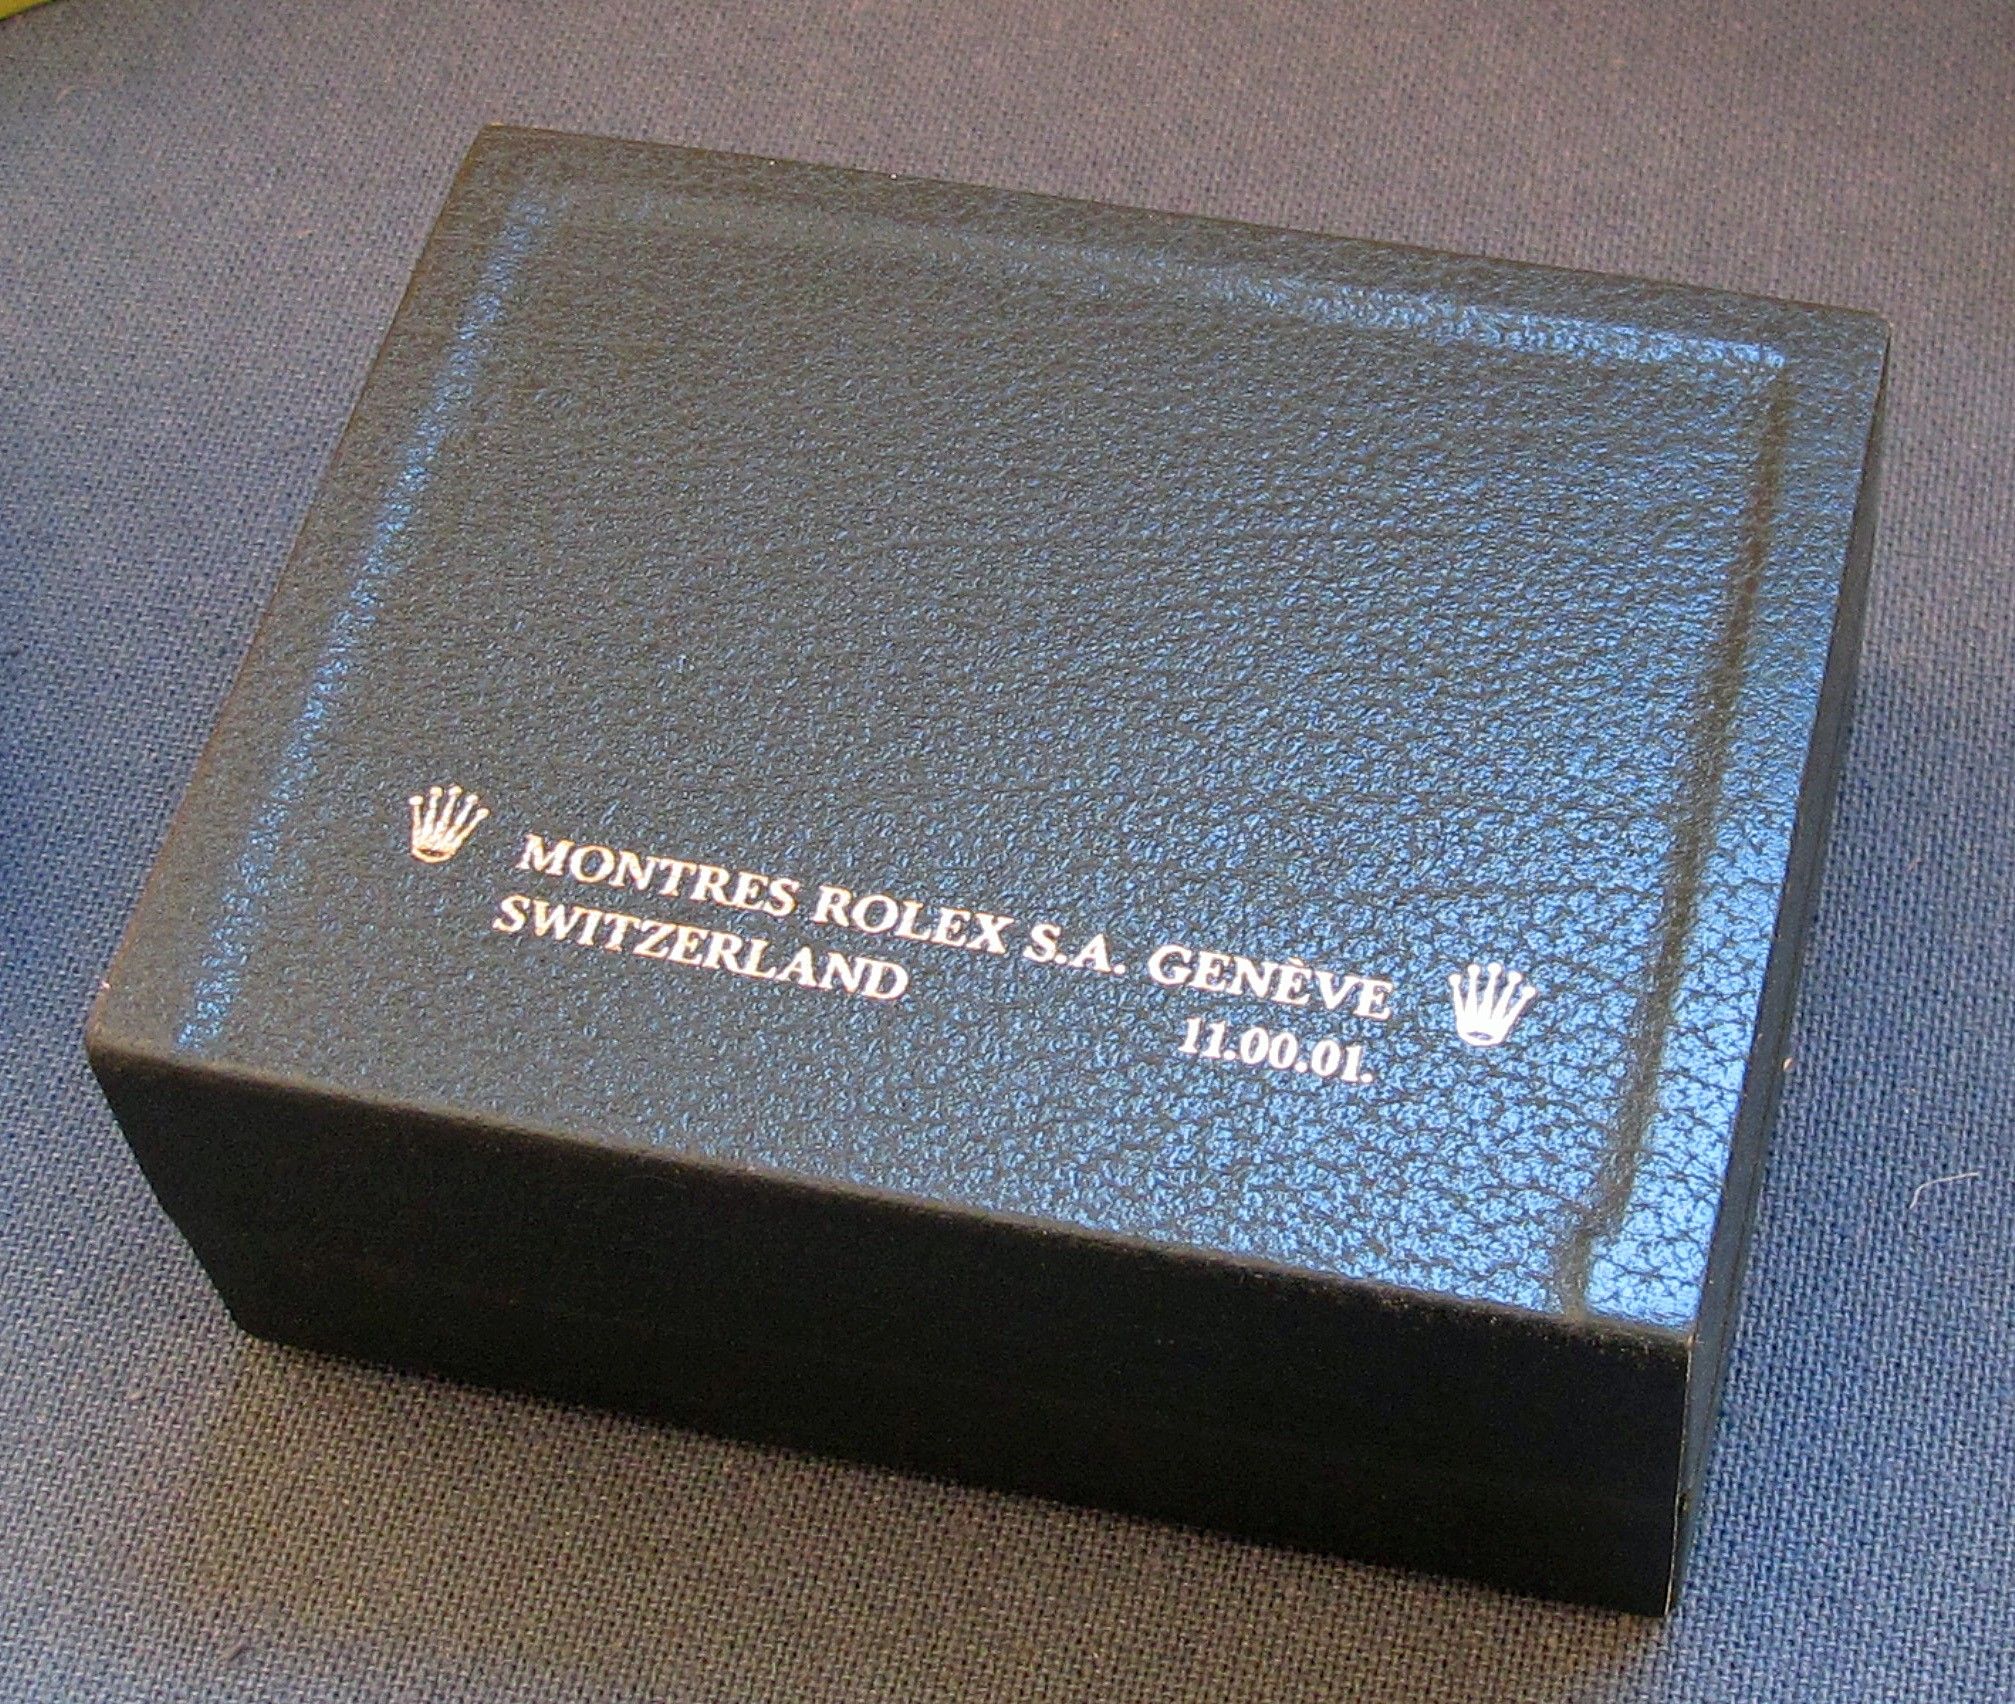 MONTRES ROLEX S.A. GENÈVE
SWITZERLAND
11.00.01.